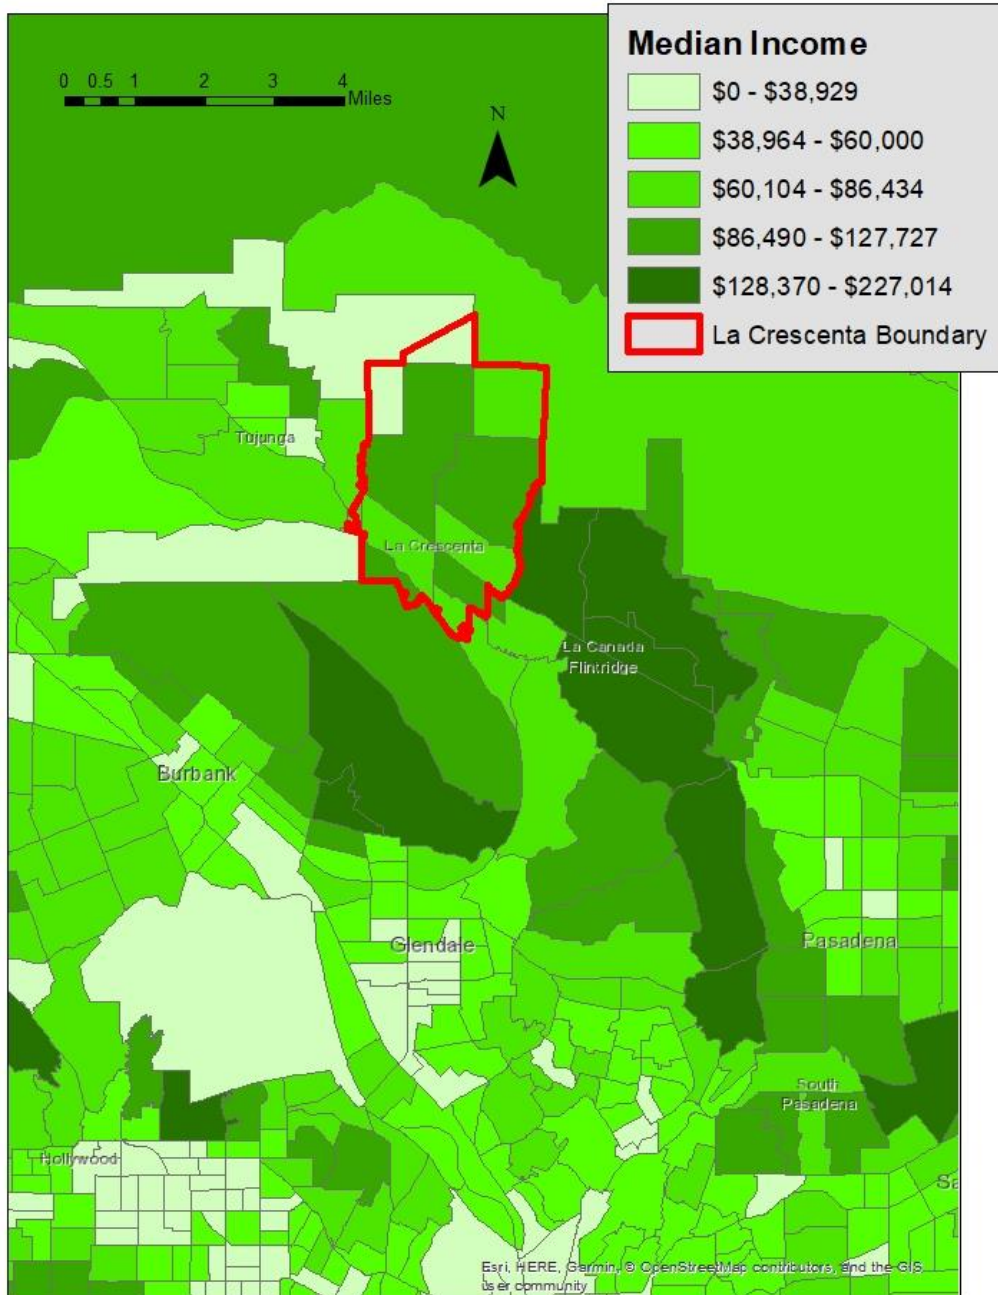 Median Income
$0 - $38,929
$38,964 - $60,000
$60,104 - $86,434
$86,490 - $127,727
$128,370 - $227,014
La Crescenta Boundary
0 0.5 1 2 3 4
Miles
N
Tujunga
La Crescenta
La Canada
Flintridge
Burbank
Glendale
Pasadena
South
Pasadena
Hollywood
Sa
Esri, HERE, Garmin, © OpenStreetMap contributors, and the GIS
user community